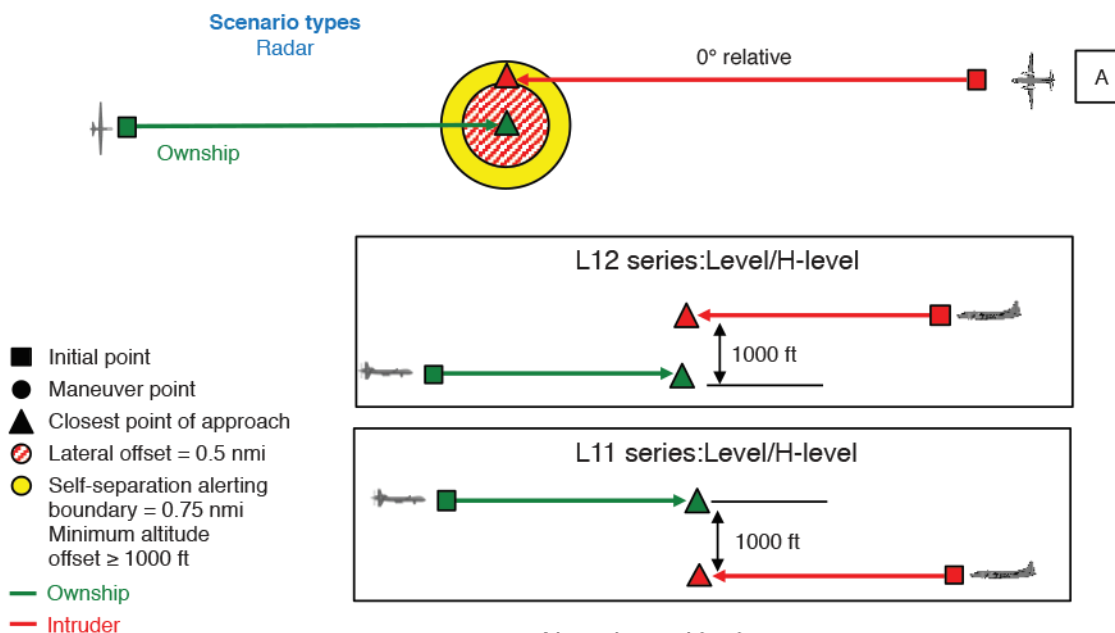 Scenario types
Radar
0° relative
A
Ownship
L12 series:Level/H-level
1000 ft
L11 series:Level/H-level
1000 ft
Initial point
Maneuver point
Closest point of approach
Lateral offset = 0.5 nmi
Self-separation alerting
boundary = 0.75 nmi
Minimum altitude
offset ≥ 1000 ft
Ownship
Intruder